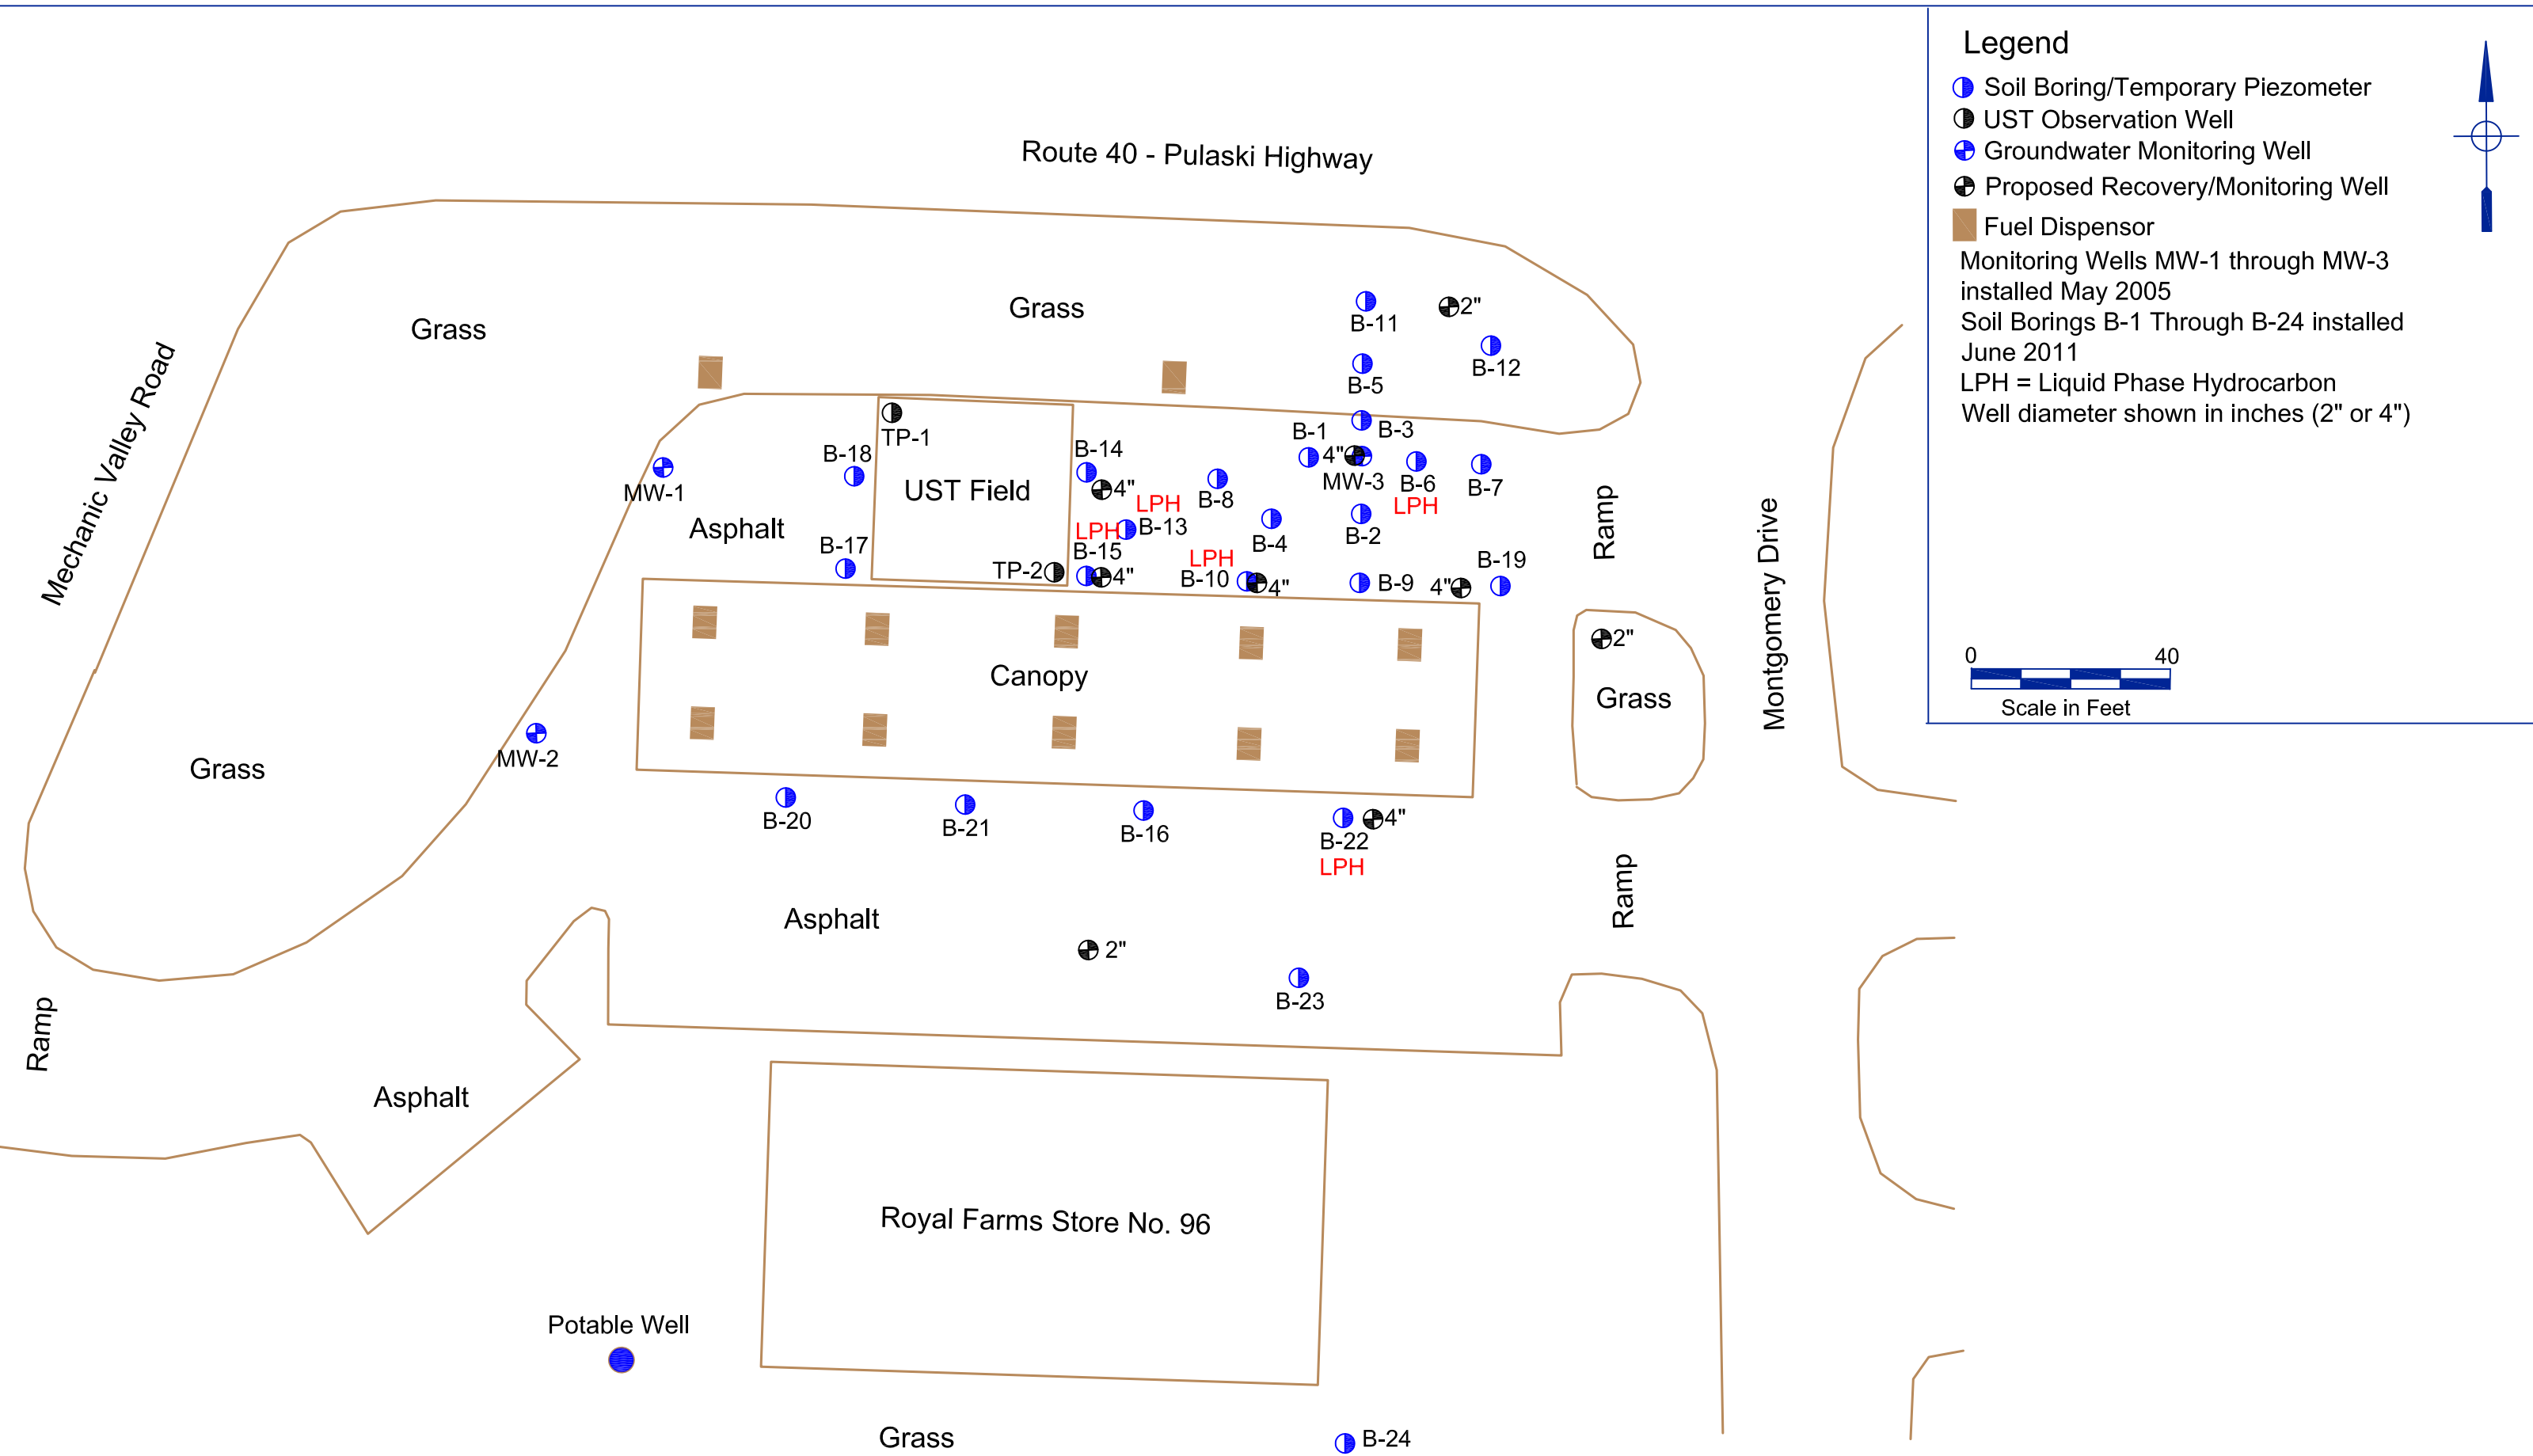 Legend
Soil Boring/Temporary Piezometer
UST Observation Well
Groundwater Monitoring Well
Proposed Recovery/Monitoring Well
Fuel Dispensor
Monitoring Wells MW-1 through MW-3
installed May 2005
Soil Borings B-1 Through B-24 installed
June 2011
LPH = Liquid Phase Hydrocarbon
Well diameter shown in inches (2" or 4")
0 40
Scale in Feet
Route 40 - Pulaski Highway
Mechanic Valley Road
Montgomery Drive
Grass
Grass
B-11
2"
B-12
B-5
B-3
TP-1
B-18
B-14
B-1
4"
MW-3
B-6
LPH
B-7
MW-1
UST Field
4"
LPH
B-8
Asphalt
LPH
B-13
B-4
B-2
Ramp
B-17
TP-2
B-15
4"
LPH
B-10
4"
B-9
4"
B-19
2"
Grass
Canopy
MW-2
Grass
B-20
B-21
B-16
B-22
4"
LPH
Ramp
Asphalt
2"
B-23
Ramp
Asphalt
Royal Farms Store No. 96
Potable Well
Grass
B-24